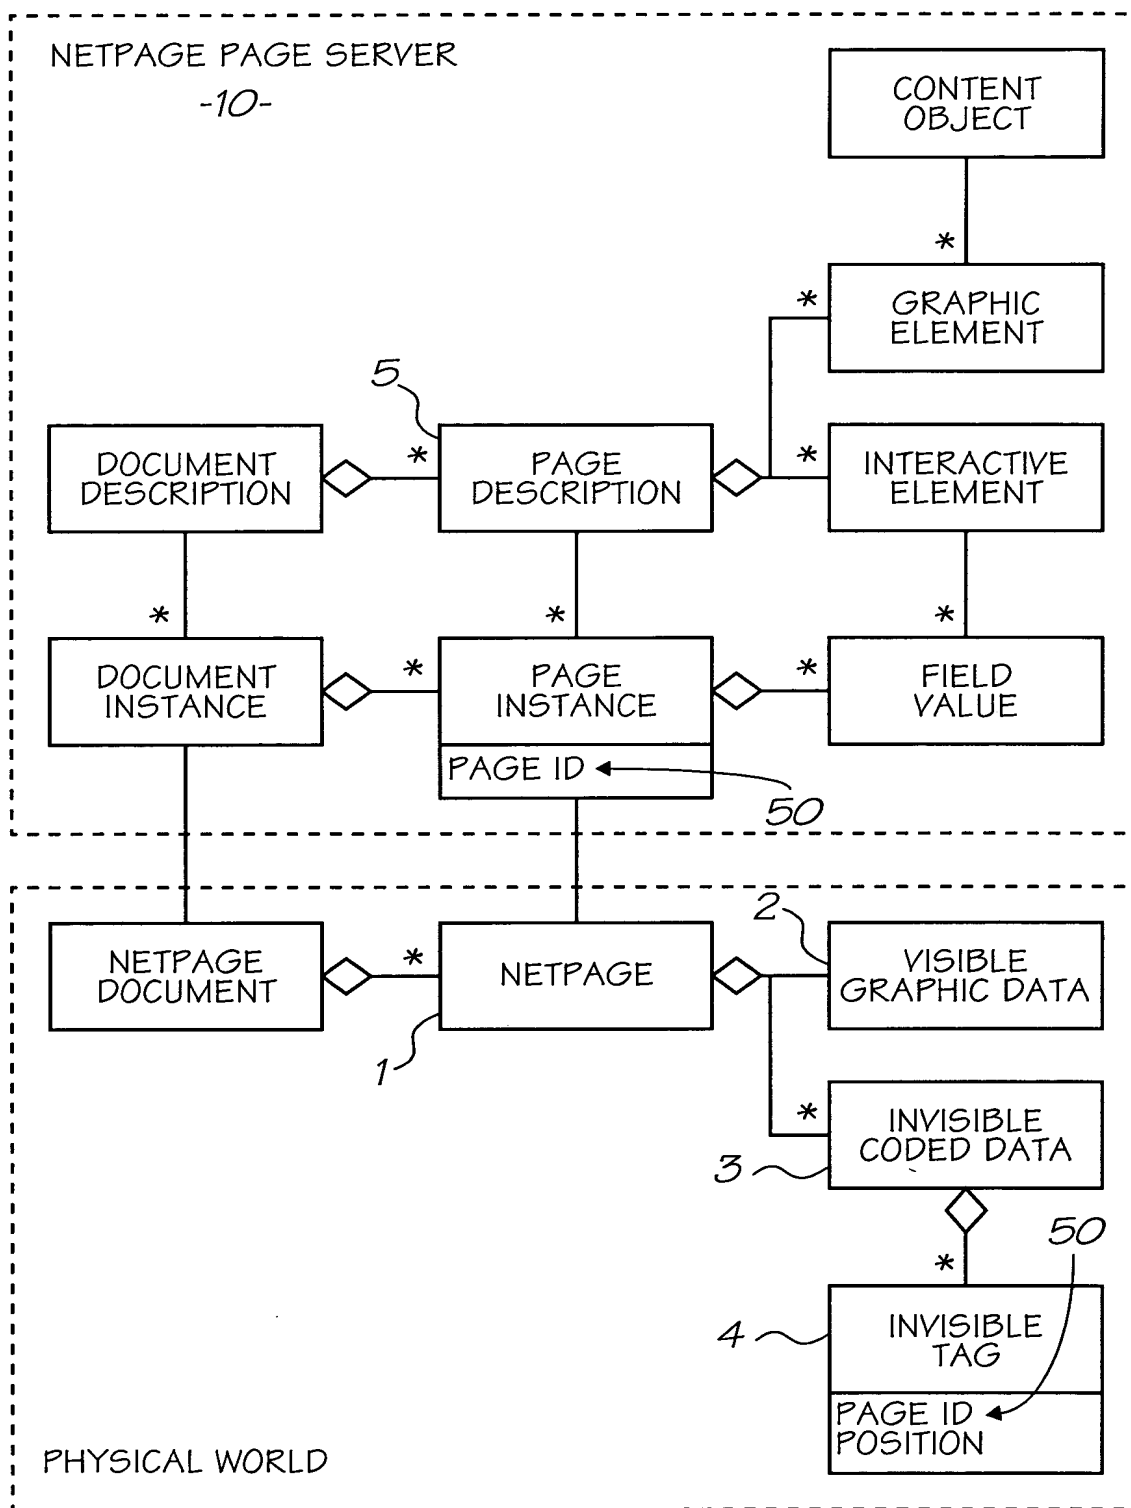 NETPAGE PAGE SERVER
-10-
CONTENT
OBJECT
*
*
GRAPHIC
ELEMENT
5
DOCUMENT
DESCRIPTION
*
PAGE
DESCRIPTION
*
INTERACTIVE
ELEMENT
*
*
*
DOCUMENT
INSTANCE
*
PAGE
INSTANCE
*
FIELD
VALUE
PAGE ID
50
2
NETPAGE
DOCUMENT
*
NETPAGE
VISIBLE
GRAPHIC DATA
1
*
INVISIBLE
CODED DATA
3
50
*
4
INVISIBLE
TAG
PAGE ID
POSITION
PHYSICAL WORLD